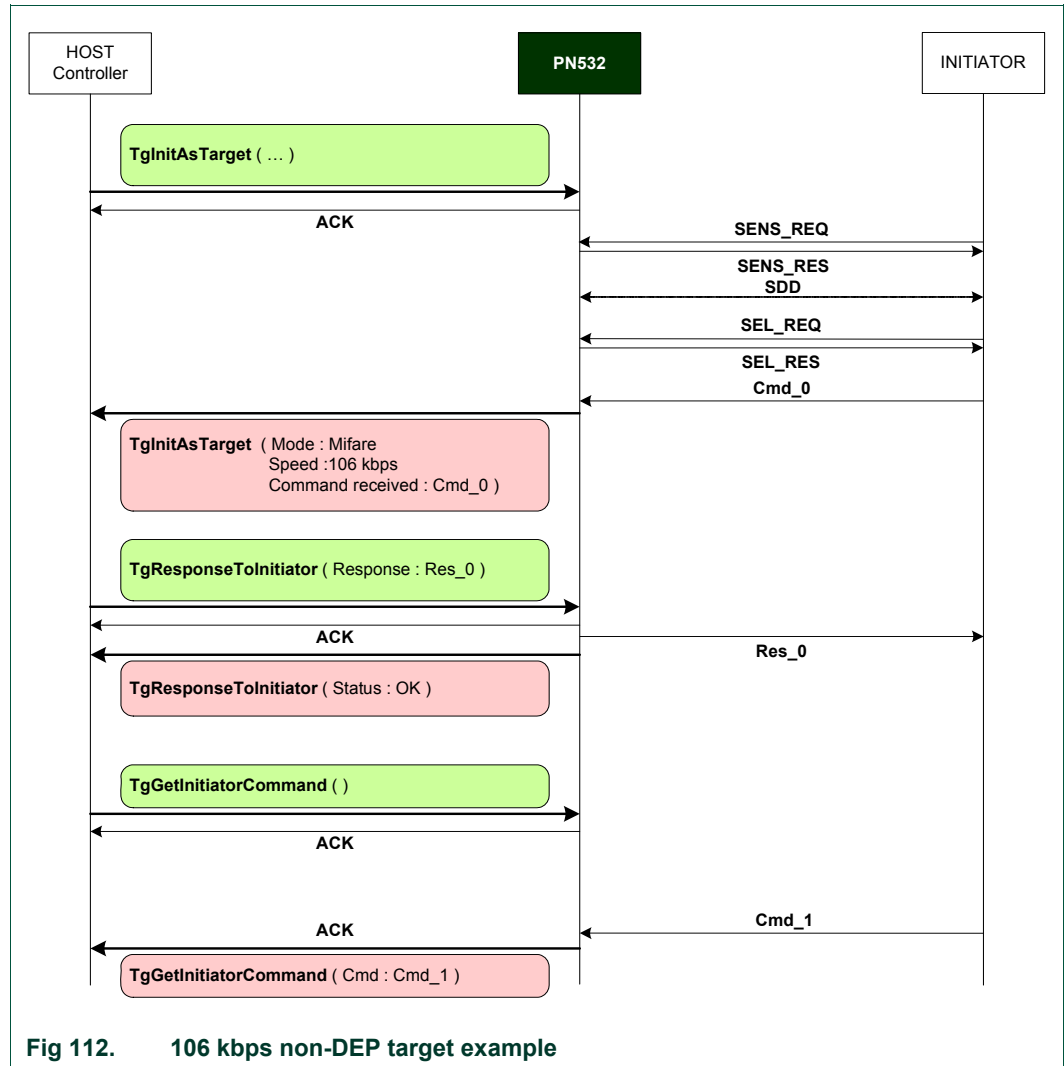 HOST
Controller
PN532
INITIATOR
TgInitAsTarget ( … )
ACK
SENS_REQ
SENS_RES
SDD
SEL_REQ
SEL_RES
Cmd_0
TgInitAsTarget ( Mode : Mifare
Speed :106 kbps
Command received : Cmd_0 )
TgResponseToInitiator ( Response : Res_0 )
ACK
Res_0
TgResponseToInitiator ( Status : OK )
TgGetInitiatorCommand ( )
ACK
Cmd_1
ACK
TgGetInitiatorCommand ( Cmd : Cmd_1 )
Fig 112. 106 kbps non-DEP target example